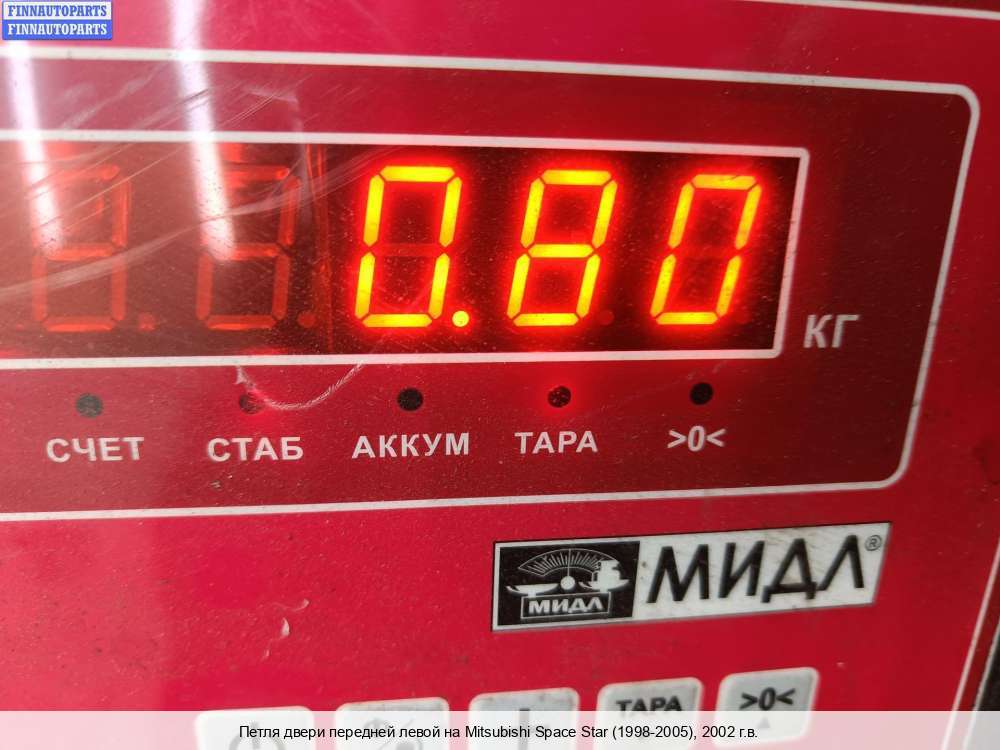 FINNAUTOPARTS
FINNAUTOPARTS
0.80
КГ
СЧЕТ СТАБ АККУМ ТАРА >0<
МИДЛ МИДЛ®
ТАРА >0<
Петля двери передней левой на Mitsubishi Space Star (1998-2005), 2002 г.в.